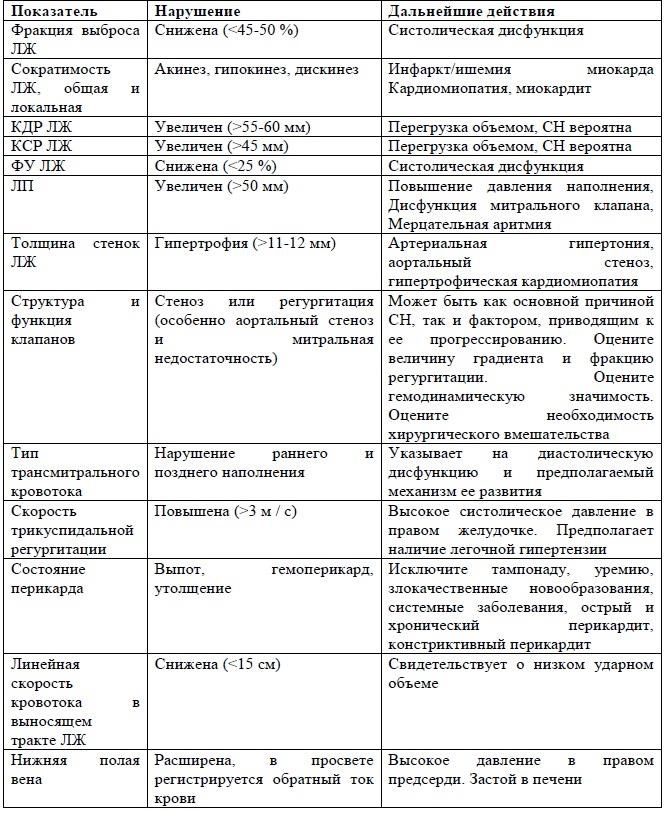 Показатель
Нарушение
Дальнейшие действия
Фракция выброса
ЛЖ
Снижена (<45-50 %)
Систолическая дисфункция
Сократимость
ЛЖ, общая и
локальная
Акинез, гипокинез, дискинез
Инфаркт/ишемия миокарда
Кардиомиопатия, миокардит
КДР ЛЖ
Увеличен (>55-60 мм)
Перегрузка объемом, СН вероятна
КСР ЛЖ
Увеличен (>45 мм)
Перегрузка объемом, СН вероятна
ФУ ЛЖ
Снижена (<25 %)
Систолическая дисфункция
ЛП
Увеличен (>50 мм)
Повышение давления наполнения,
Дисфункция митрального клапана,
Мерцательная аритмия
Толщина стенок
ЛЖ
Гипертрофия (>11-12 мм)
Артериальная гипертония,
аортальный стеноз,
гипертрофическая кардиомиопатия
Структура и
функция
клапанов
Стеноз или регургитация
(особенно аортальный стеноз
и митральная
недостаточность)
Может быть как основной причиной
СН, так и фактором, приводящим к
ее прогрессированию. Оцените
величину градиента и фракцию
регургитации. Оцените
гемодинамическую значимость.
Оцените необходимость
хирургического вмешательства
Тип
трансмитрального
кровотока
Нарушение раннего и
позднего наполнения
Указывает на диастолическую
дисфункцию и предполагаемый
механизм ее развития
Скорость
трикуспидальной
регургитации
Повышена (>3 м / с)
Высокое систолическое давление в
правом желудочке. Предполагает
наличие легочной гипертензии
Состояние
перикарда
Выпот, гемоперикард,
утолщение
Исключите тампонаду, уремию,
злокачественные новообразования,
системные заболевания, острый и
хронический перикардит,
констриктивный перикардит
Линейная
скорость
кровотока в
выносящем
тракте ЛЖ
Снижена (<15 см)
Свидетельствует о низком ударном
объеме
Нижняя полая
вена
Расширена, в просвете
регистрируется обратный ток
крови
Высокое давление в правом
предсерди. Застой в печени